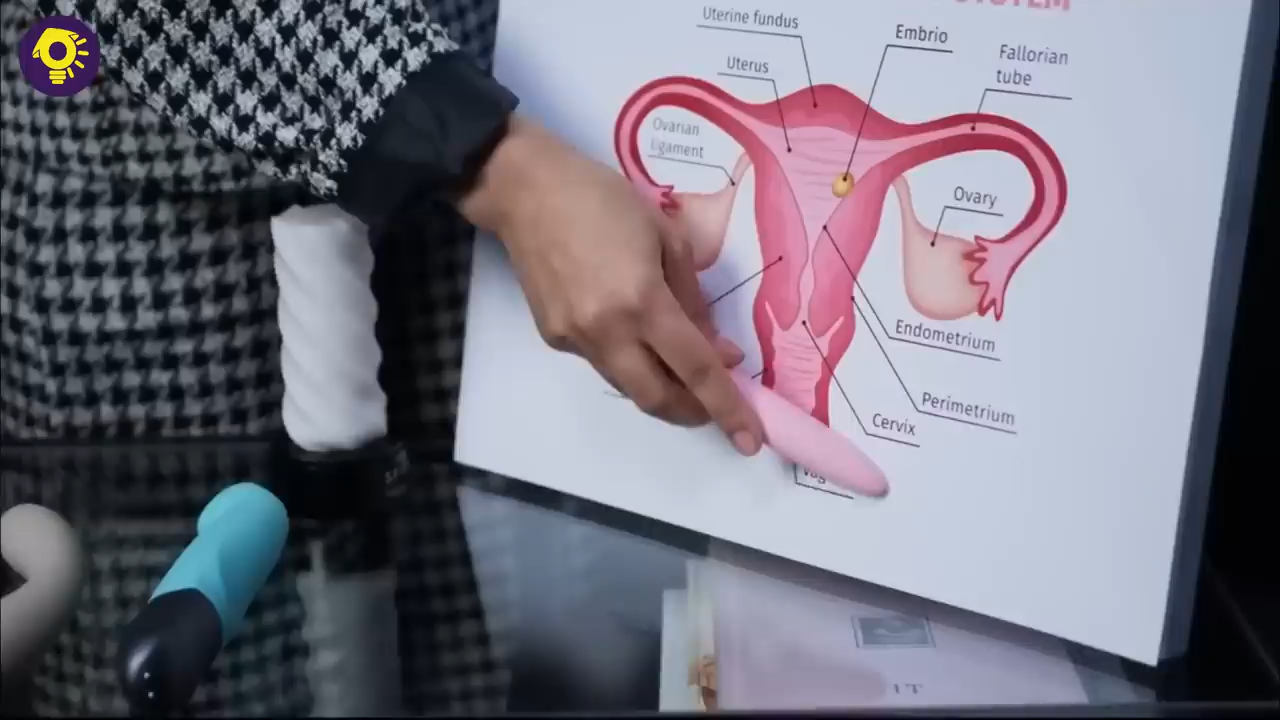 Uterine fundus
Embrio
Fallorian
tube
Uterus
Ovarian
ligament
Ovary
Endometrium
Perimetrium
Cervix